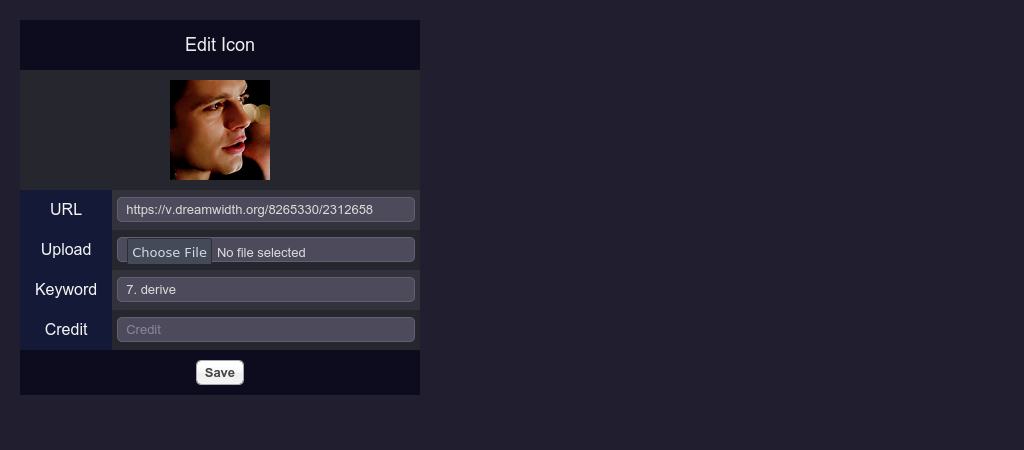 Edit Icon
URL
https://v.dreamwidth.org/8265330/2312658
Upload
Choose File No file selected
Keyword
7. derive
Credit
Credit
Save